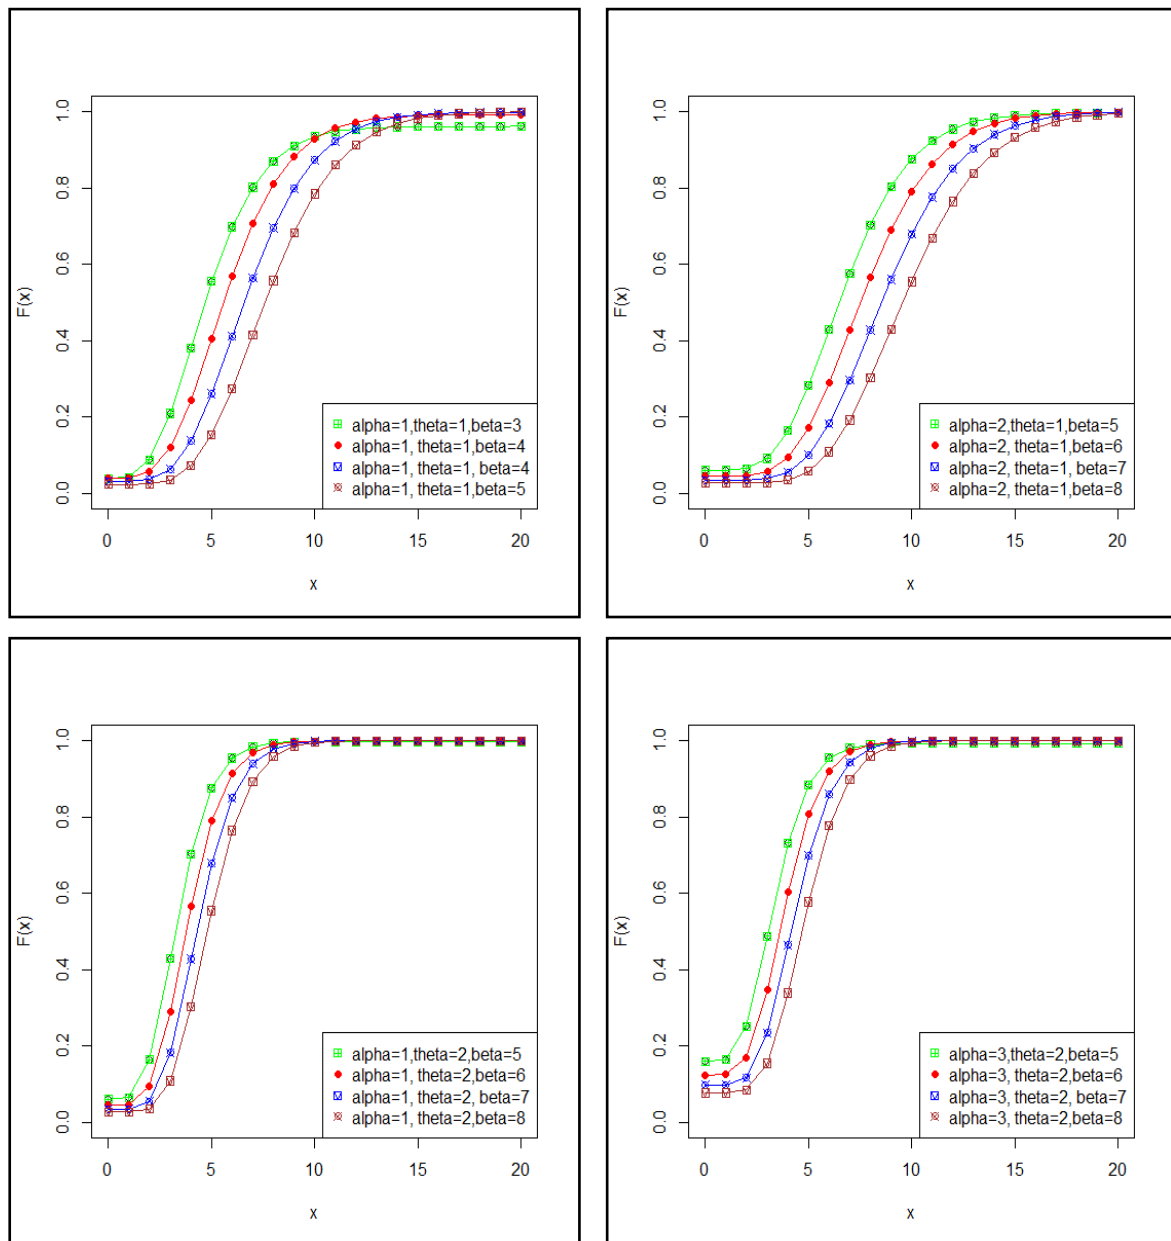 1.0
0.8
0.6
0.4
0.2
0.0
F(x)
0 5 10 15 20
x
alpha=1,theta=1,beta=3
alpha=1, theta=1,beta=4
alpha=1, theta=1, beta=4
alpha=1, theta=1,beta=5
1.0
0.8
0.6
0.4
0.2
0.0
F(x)
0 5 10 15 20
x
alpha=2,theta=1,beta=5
alpha=2, theta=1,beta=6
alpha=2, theta=1, beta=7
alpha=2, theta=1,beta=8
1.0
0.8
0.6
0.4
0.2
0.0
F(x)
0 5 10 15 20
x
alpha=1,theta=2,beta=5
alpha=1, theta=2,beta=6
alpha=1, theta=2, beta=7
alpha=1, theta=2,beta=8
1.0
0.8
0.6
0.4
0.2
0.0
F(x)
0 5 10 15 20
x
alpha=3,theta=2,beta=5
alpha=3, theta=2,beta=6
alpha=3, theta=2, beta=7
alpha=3, theta=2,beta=8